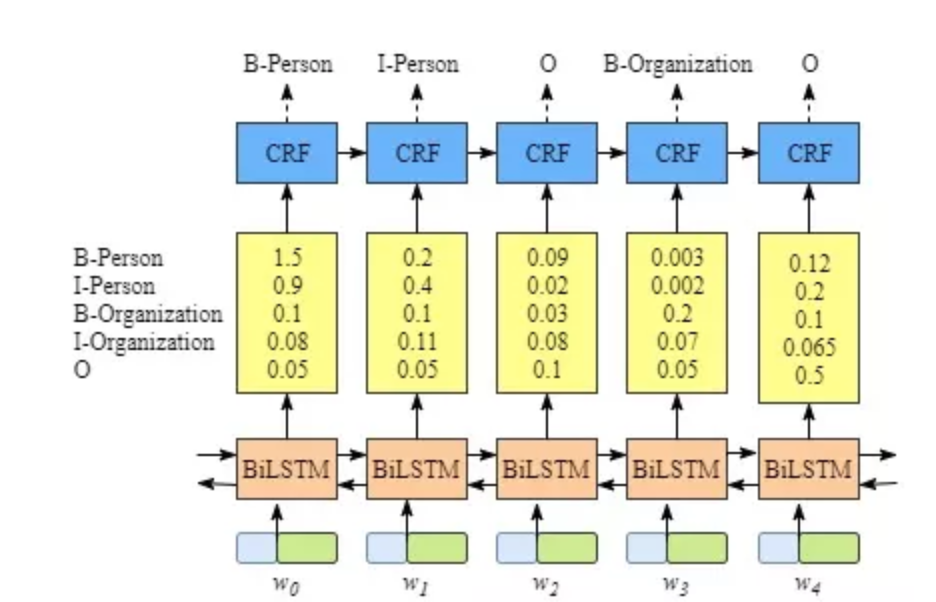 B-Person I-Person O B-Organization O
CRF CRF CRF CRF CRF
B-Person 1.5 0.2 0.09 0.003 0.12
I-Person 0.9 0.4 0.02 0.002 0.2
B-Organization 0.1 0.1 0.03 0.2 0.1
I-Organization 0.08 0.11 0.08 0.07 0.065
O 0.05 0.05 0.1 0.05 0.5
BiLSTM BiLSTM BiLSTM BiLSTM BiLSTM
w0 w1 w2 w3 w4